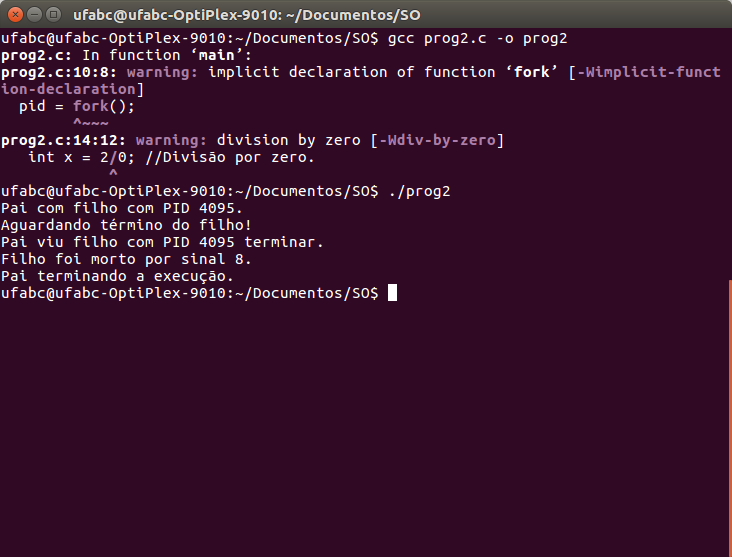 ufabc@ufabc-OptiPlex-9010: ~/Documentos/SO
ufabc@ufabc-OptiPlex-9010:~/Documentos/SO$ gcc prog2.c -o prog2
prog2.c: In function ‘main’:
prog2.c:10:8: warning: implicit declaration of function ‘fork’ [-Wimplicit-funct
ion-declaration]
  pid = fork();
        ^~~~
prog2.c:14:12: warning: division by zero [-Wdiv-by-zero]
   int x = 2/0; //Divisão por zero.
            ^
ufabc@ufabc-OptiPlex-9010:~/Documentos/SO$ ./prog2
Pai com filho com PID 4095.
Aguardando término do filho!
Pai viu filho com PID 4095 terminar.
Filho foi morto por sinal 8.
Pai terminando a execução.
ufabc@ufabc-OptiPlex-9010:~/Documentos/SO$